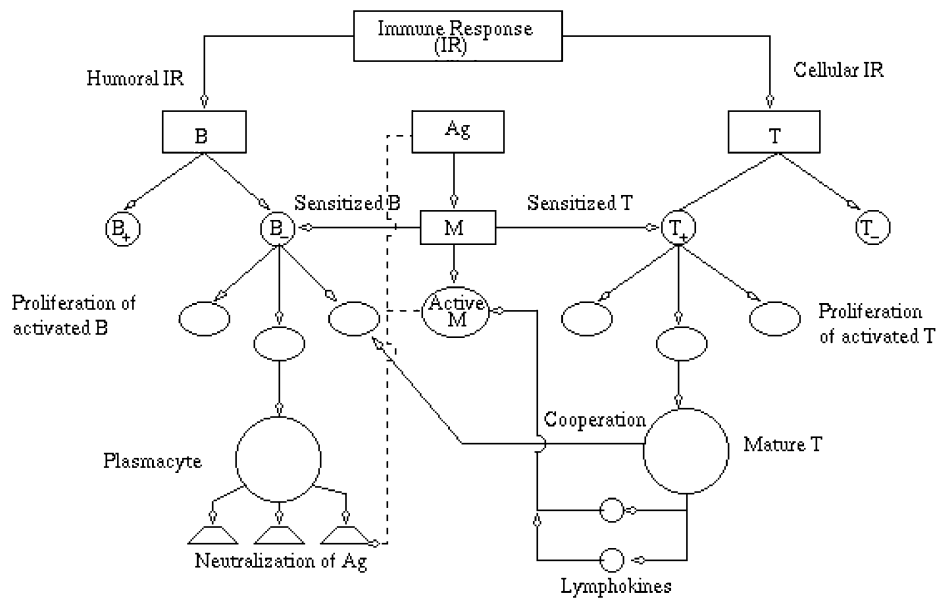 Immune Response
(IR)
Humoral IR
Cellular IR
B
Ag
T
Sensitized B
Sensitized T
B+
B-
M
T+
T-
Proliferation of
activated B
Active
M
Proliferation
of activated T
Cooperation
Plasmacyte
Mature T
Neutralization of Ag
Lymphokines